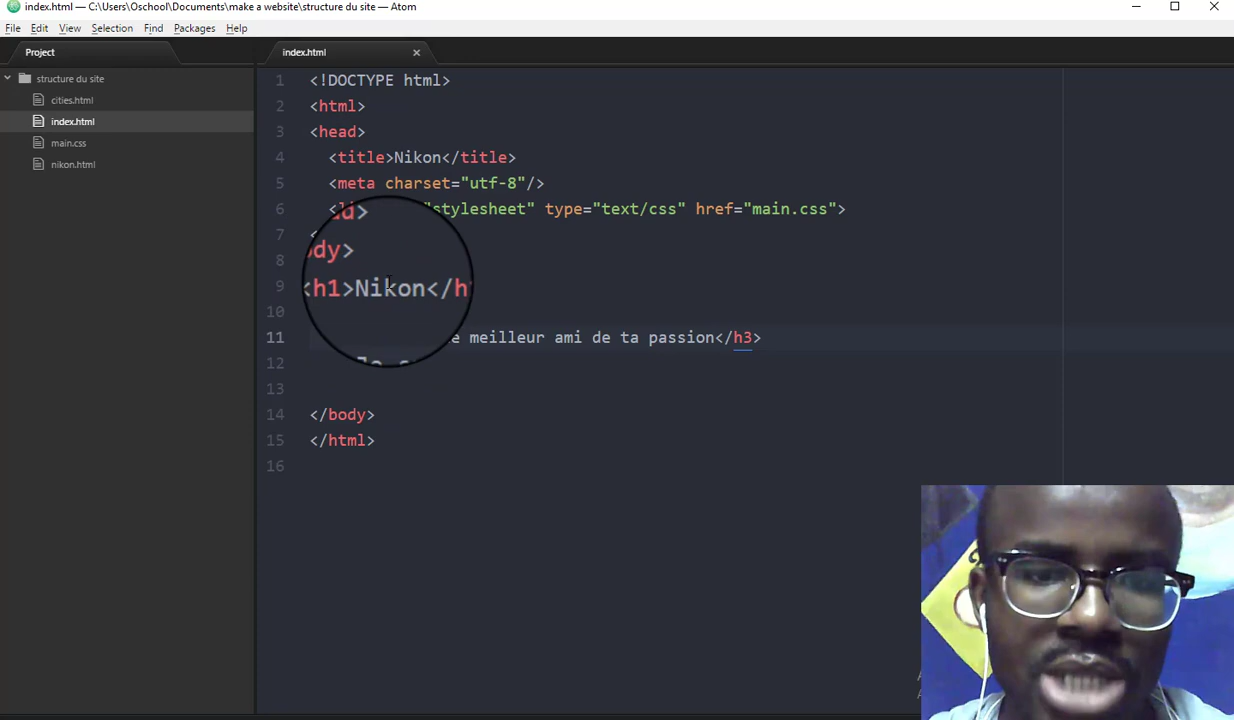 index.html — C:\Users\Oschool\Documents\make a website\structure du site — Atom
File Edit View Selection Find Packages Help
Project
index.html
structure du site
cities.html
index.html
main.css
nikon.html
1 <!DOCTYPE html>
2 <html>
3 <head>
4 <title>Nikon</title>
5 <meta charset="utf-8"/>
6 "stylesheet" type="text/css" href="main.css">
7
8
9 <h1>Nikon</h
10
11 meilleur ami de ta passion</h3>
12
13
14 </body>
15 </html>
16